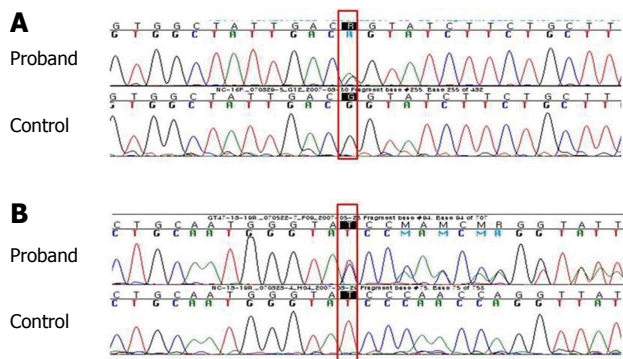 A
G T G G C T A T T G A C R G T A T C T T C T G C T T
G T G G C T A T T G A C R G T A T C T T C T G C T T
Proband
G T G G C T A T T G A C G G T A T C T T C T G C T T
G T G G C T A T T G A C G G T A T C T T C T G C T T
Control
B
C T G C A A T G G G T A T C C M A M C M R G G T A T T
C T G C A A T G G G T A T C C M A M C M R G G T A T T
Proband
C T G C A A T G G G T A T C C C A A C C A G G T T A T
C T G C A A T G G G T A T C C C A A C C A G G T T A T
Control